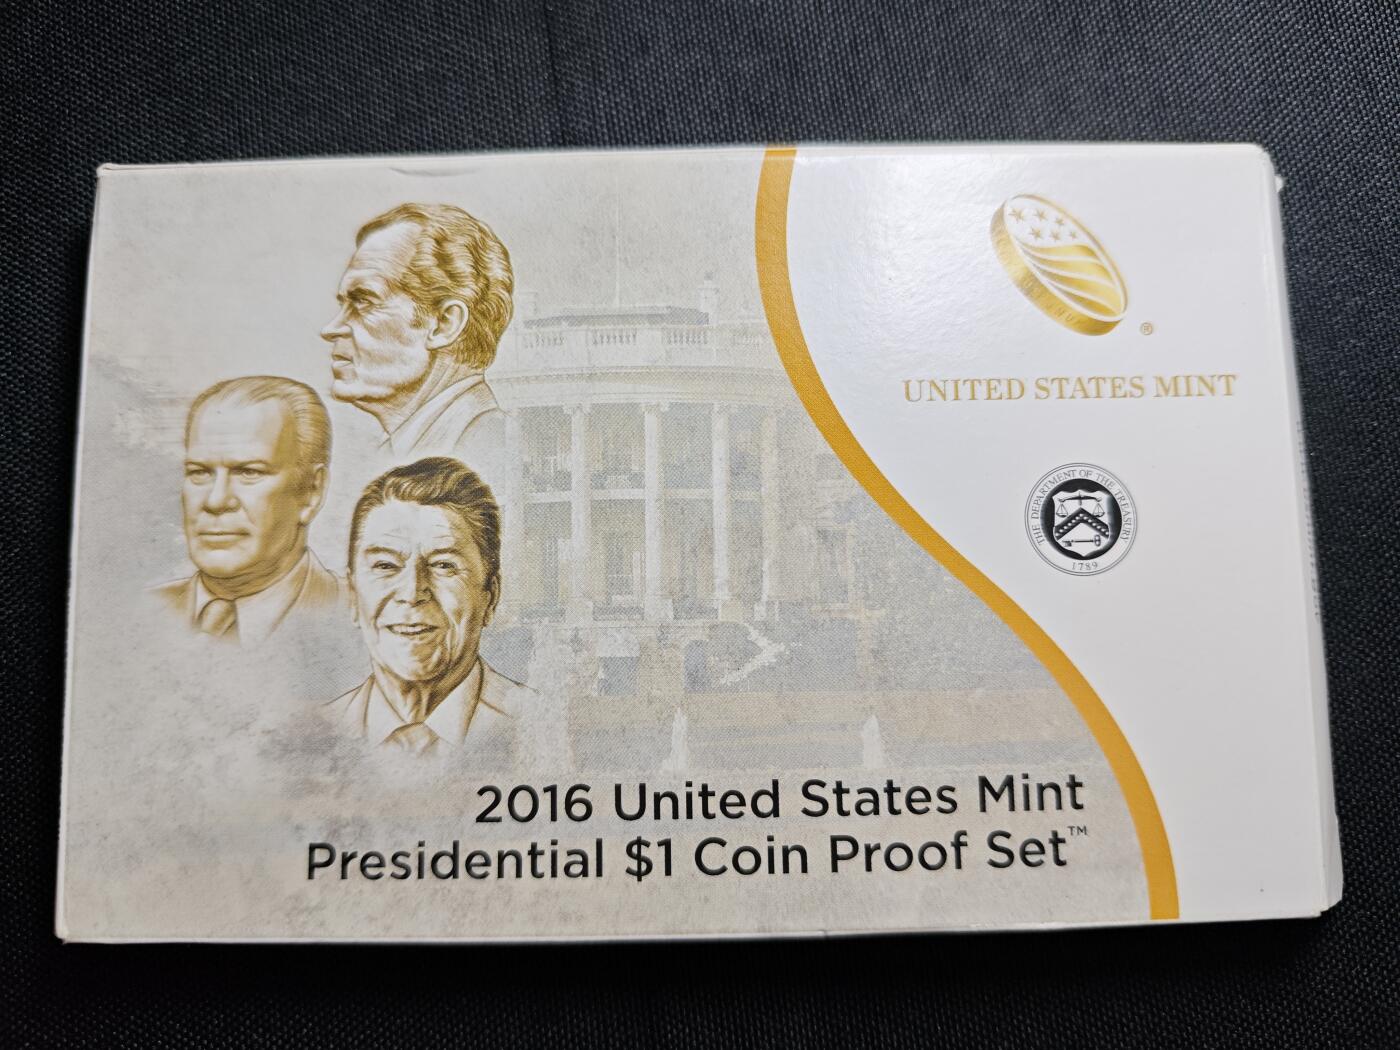 ®
UNITED STATES MINT
THE DEPARTMENT OF THE TREASURY
1789
2016 United States Mint
Presidential $1 Coin Proof Set™